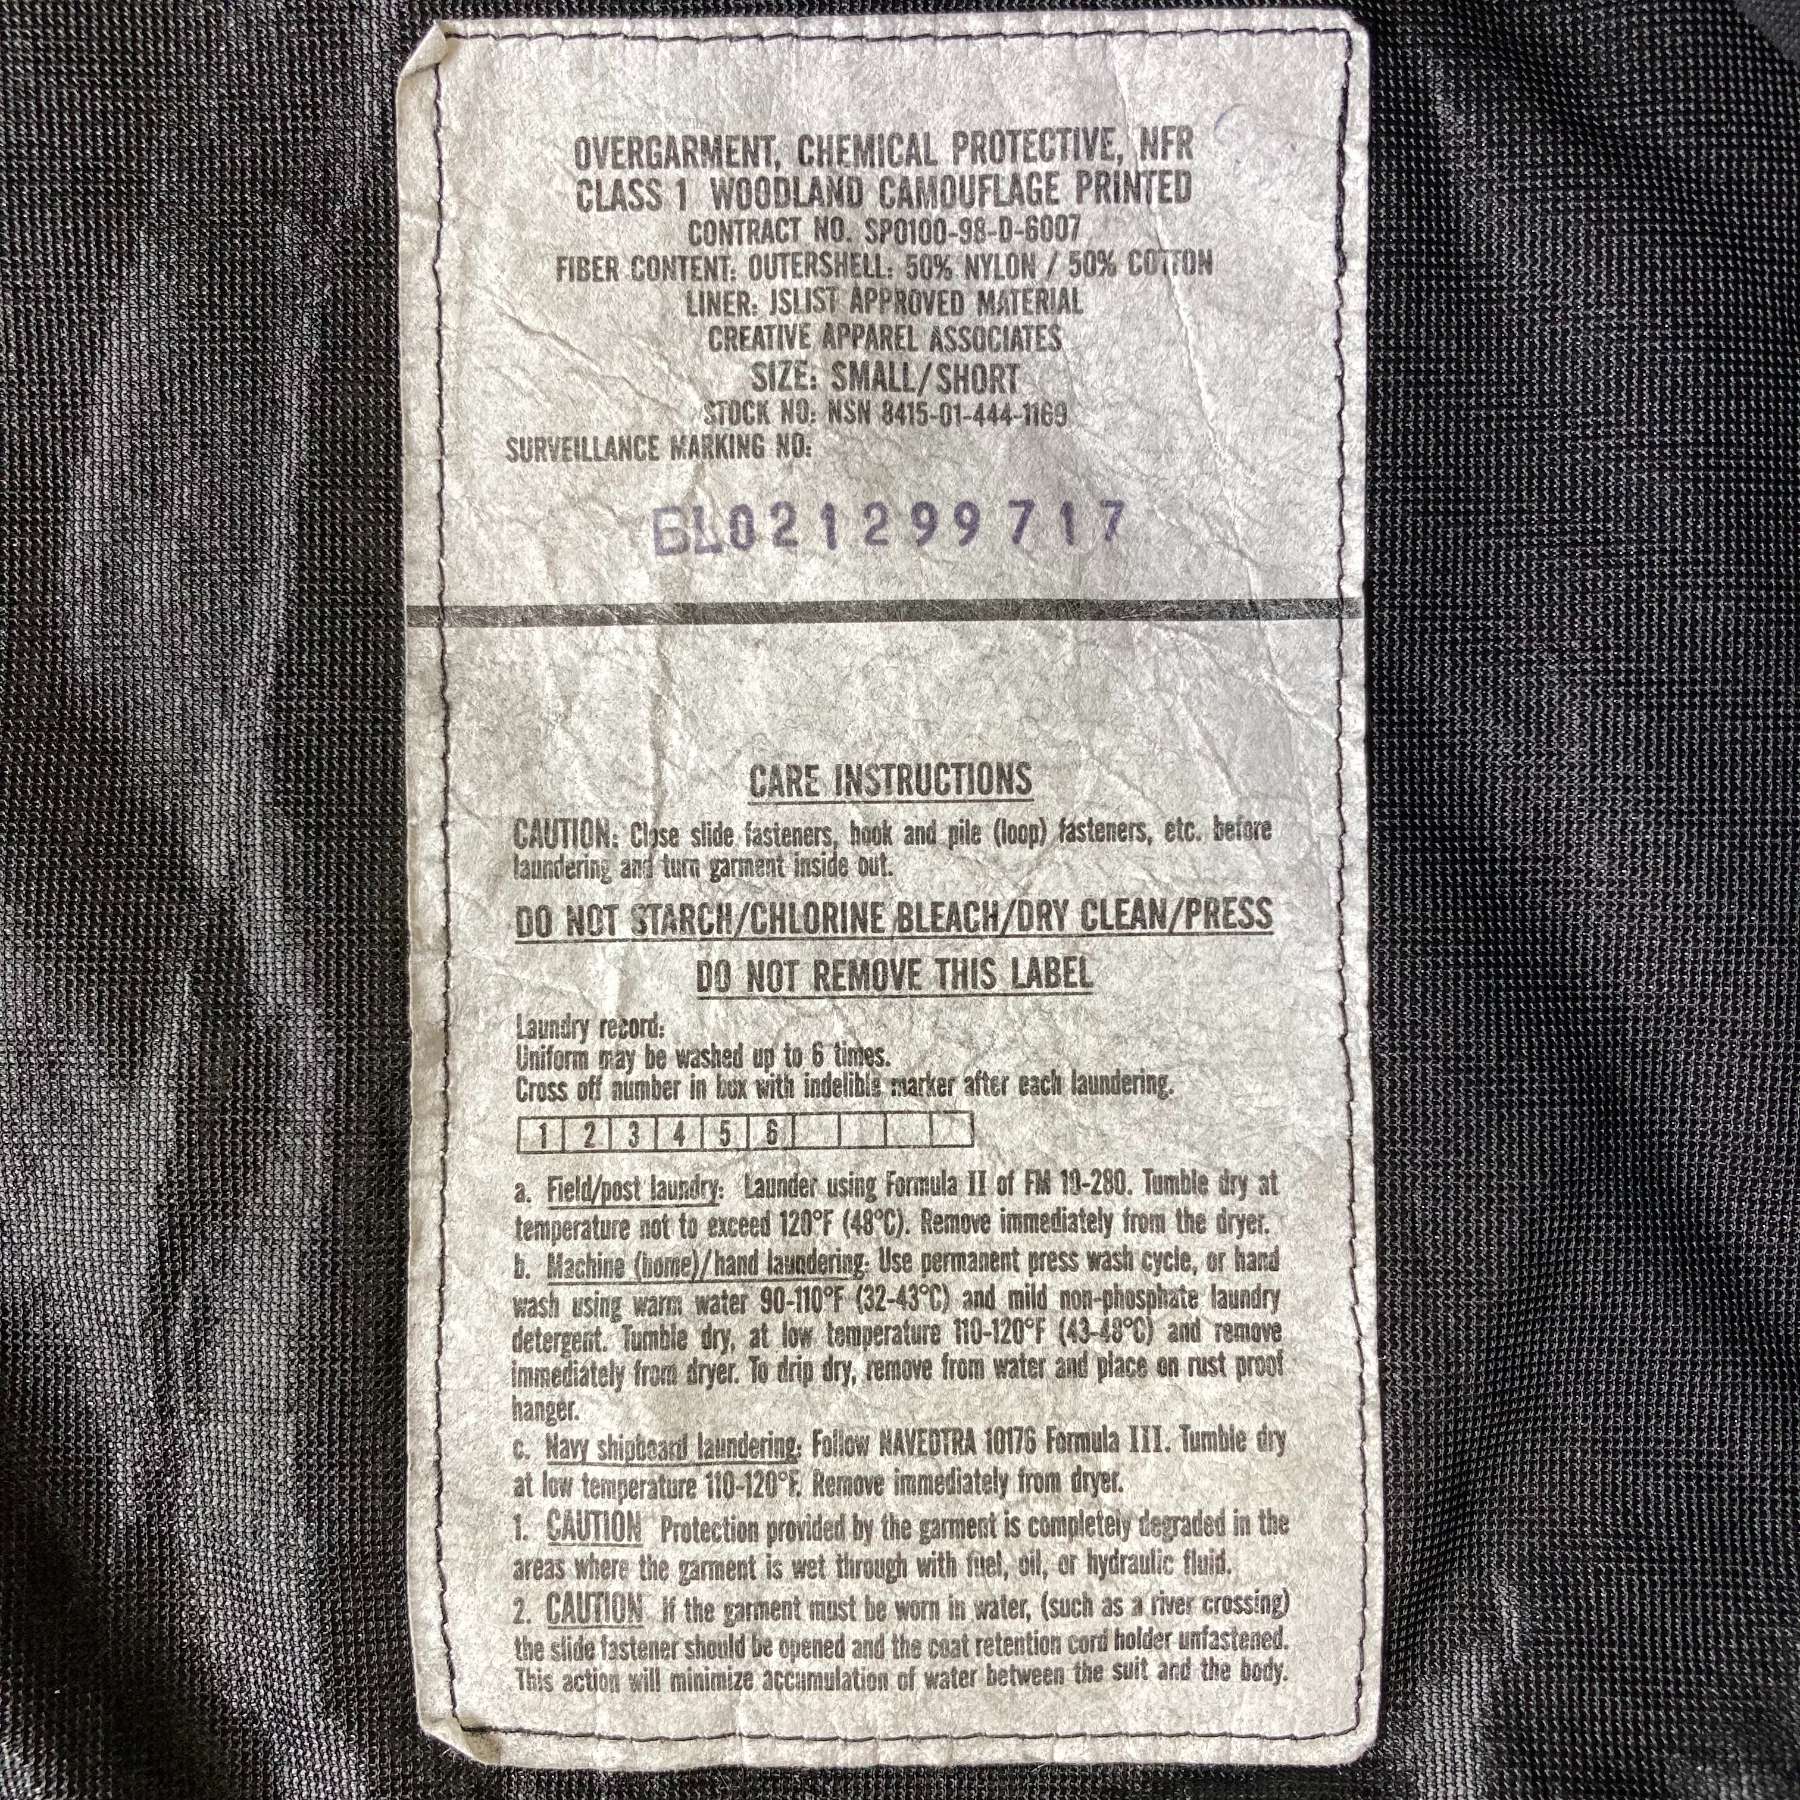 OVERGARMENT, CHEMICAL PROTECTIVE, NFR
CLASS 1 WOODLAND CAMOUFLAGE PRINTED
CONTRACT NO. SP0100-98-D-6007
FIBER CONTENT: OUTERSHELL: 50% NYLON / 50% COTTON
LINER: JSLIST APPROVED MATERIAL
CREATIVE APPAREL ASSOCIATES
SIZE: SMALL/SHORT
STOCK NO: NSN 8415-01-444-1169
SURVEILLANCE MARKING NO:
BL021299717
CARE INSTRUCTIONS
CAUTION: Close slide fasteners, hook and pile (loop) fasteners, etc. before
laundering and turn garment inside out.
DO NOT STARCH/CHLORINE BLEACH/DRY CLEAN/PRESS
DO NOT REMOVE THIS LABEL
Laundry record:
Uniform may be washed up to 6 times.
Cross off number in box with indelible marker after each laundering.
1 2 3 4 5 6
a. Field/post laundry: Launder using Formula II of FM 10-280. Tumble dry at
temperature not to exceed 120°F (48°C). Remove immediately from the dryer.
b. Machine (home)/hand laundering: Use permanent press wash cycle, or hand
wash using warm water 90-110°F (32-43°C) and mild non-phosphate laundry
detergent. Tumble dry, at low temperature 110-120°F (43-48°C) and remove
immediately from dryer. To drip dry, remove from water and place on rust proof
hanger.
c. Navy shipboard laundering: Follow NAVEDTRA 10176 Formula III. Tumble dry
at low temperature 110-120°F. Remove immediately from dryer.
1. CAUTION Protection provided by the garment is completely degraded in the
areas where the garment is wet through with fuel, oil, or hydraulic fluid.
2. CAUTION If the garment must be worn in water, (such as a river crossing)
the slide fastener should be opened and the coat retention cord holder unfastened.
This action will minimize accumulation of water between the suit and the body.